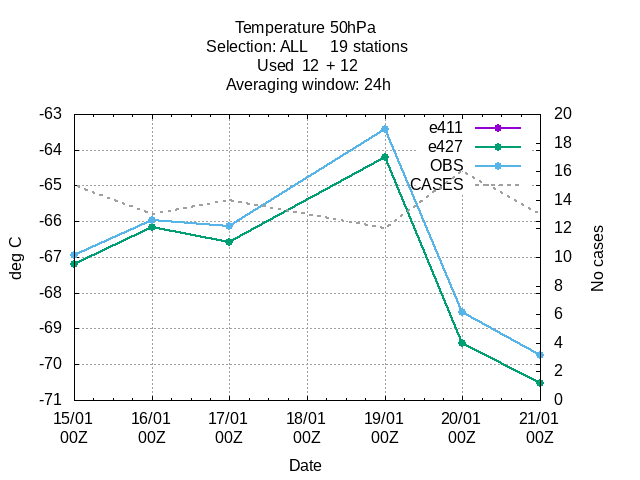 Temperature 50hPa
Selection: ALL     19 stations
Used  12  + 12
Averaging window: 24h
-63
-64
-65
-66
-67
-68
-69
-70
-71
deg C
20
18
16
14
12
10
8
6
4
2
0
No cases
e411
e427
OBS
CASES
15/01 16/01 17/01 18/01 19/01 20/01 21/01
00Z 00Z 00Z 00Z 00Z 00Z 00Z
Date